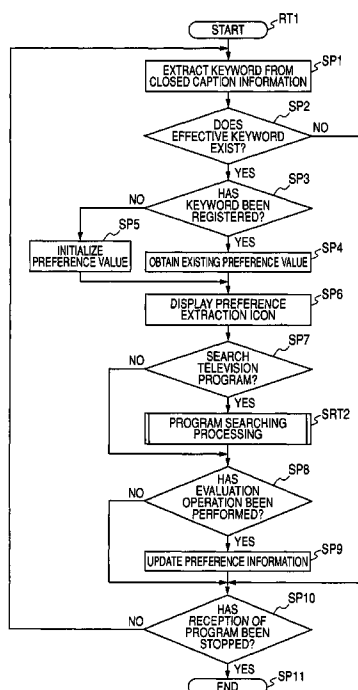 START
RT1
EXTRACT KEYWORD FROM
CLOSED CAPTION INFORMATION
SP1
DOES
EFFECTIVE KEYWORD
EXIST?
SP2
NO
YES
HAS
KEYWORD BEEN
REGISTERED?
SP3
NO
YES
INITIALIZE
PREFERENCE VALUE
SP5
OBTAIN EXISTING PREFERENCE VALUE
SP4
DISPLAY PREFERENCE
EXTRACTION ICON
SP6
SEARCH
TELEVISION
PROGRAM?
SP7
NO
YES
PROGRAM SEARCHING
PROCESSING
SRT2
HAS
EVALUATION
OPERATION BEEN
PERFORMED?
SP8
NO
YES
UPDATE PREFERENCE INFORMATION
SP9
HAS
RECEPTION OF
PROGRAM BEEN
STOPPED?
SP10
NO
YES
END
SP11